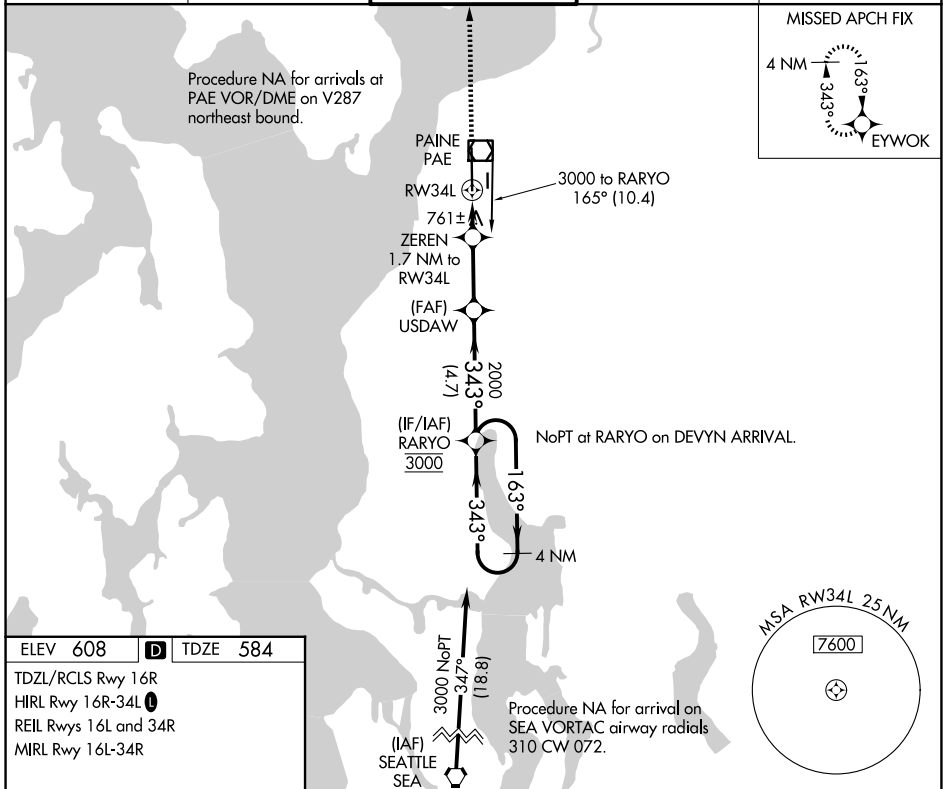 MISSED APCH FIX
4 NM
163°
343°
EYWOK
Procedure NA for arrivals at
PAE VOR/DME on V287
northeast bound.
PAINE
PAE
RW34L
3000 to RARYO
165° (10.4)
761±
ZEREN
1.7 NM to
RW34L
(FAF)
USDAW
2000
343°
(4.7)
(IF/IAF)
RARYO
3000
NoPT at RARYO on DEVYN ARRIVAL.
163°
343°
4 NM
MSA RW34L 25 NM
7600
ELEV 608 D TDZE 584
TDZL/RCLS Rwy 16R
HIRL Rwy 16R-34L L
REIL Rwys 16L and 34R
MIRL Rwy 16L-34R
3000 NoPT
347°
(18.8)
Procedure NA for arrival on
SEA VORTAC airway radials
310 CW 072.
(IAF)
SEATTLE
SEA